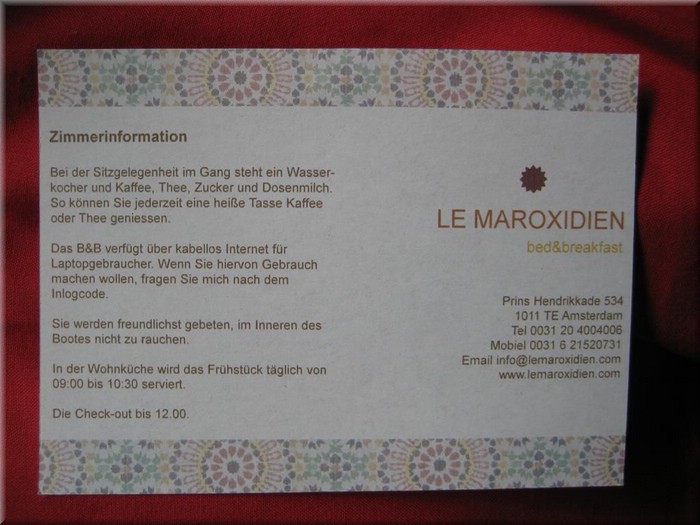 Zimmerinformation
Bei der Sitzgelegenheit im Gang steht ein Wasser-
kocher und Kaffee, Thee, Zucker und Dosenmilch.
So können Sie jederzeit eine heiße Tasse Kaffee
oder Thee geniessen.
Das B&B verfügt über kabellos Internet für
Laptopgebraucher. Wenn Sie hiervon Gebrauch
machen wollen, fragen Sie mich nach dem
Inlogcode.
Sie werden freundlichst gebeten, im Inneren des
Bootes nicht zu rauchen.
In der Wohnküche wird das Frühstück täglich von
09:00 bis 10:30 serviert.
Die Check-out bis 12.00.
LE MAROXIDIEN
bed&breakfast
Prins Hendrikkade 534
1011 TE Amsterdam
Tel 0031 20 4004006
Mobiel 0031 6 21520731
Email info@lemaroxidien.com
www.lemaroxidien.com